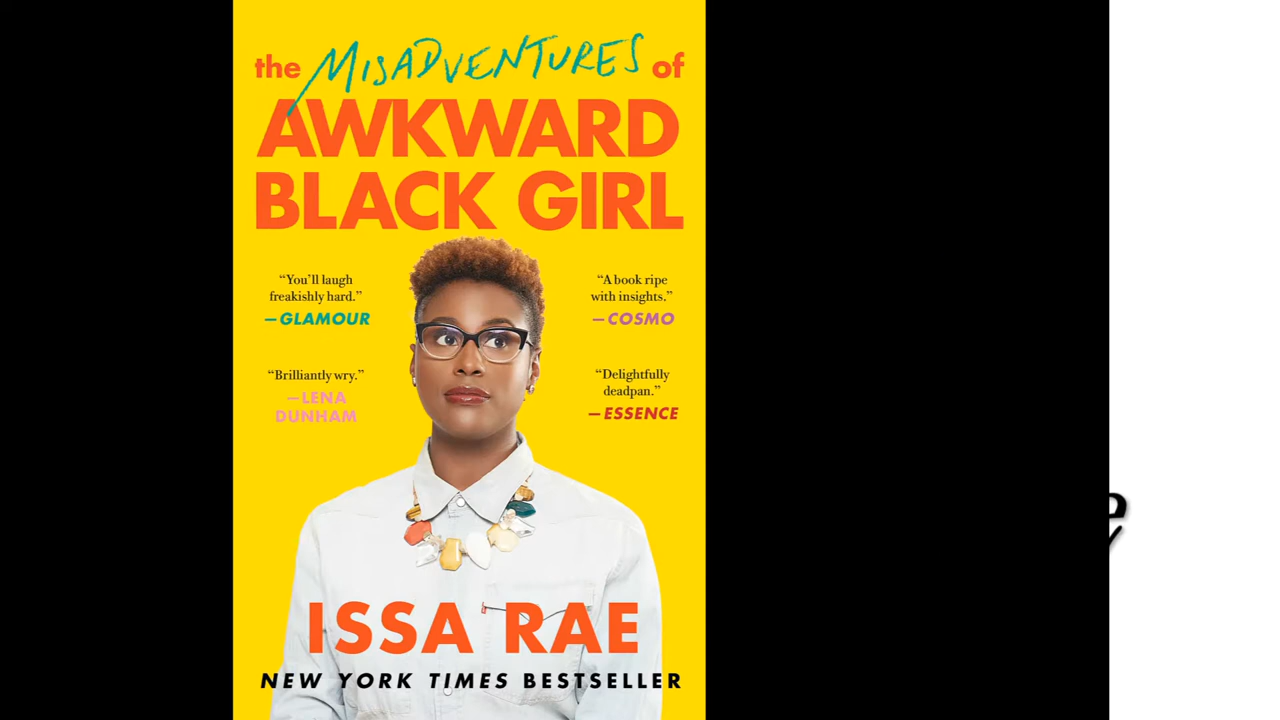 the MISADVENTURES of
AWKWARD
BLACK GIRL
“You’ll laugh
freakishly hard.”
—GLAMOUR
“A book ripe
with insights.”
—COSMO
“Brilliantly wry.”
—LENA
DUNHAM
“Delightfully
deadpan.”
—ESSENCE
ISSA RAE
NEW YORK TIMES BESTSELLER